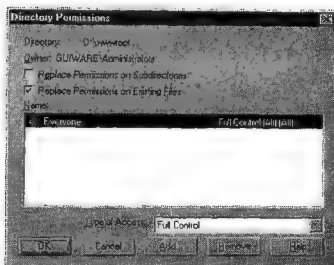 Directory Permissions
Directory: D:\wwwroot
Owner: GUIWARE\Administrators
Replace Permissions on Subdirectories
Replace Permissions on Existing Files
Name:
Everyone Full Control (All) (All)
Type of Access: Full Control
OK Cancel Add... Remove Help